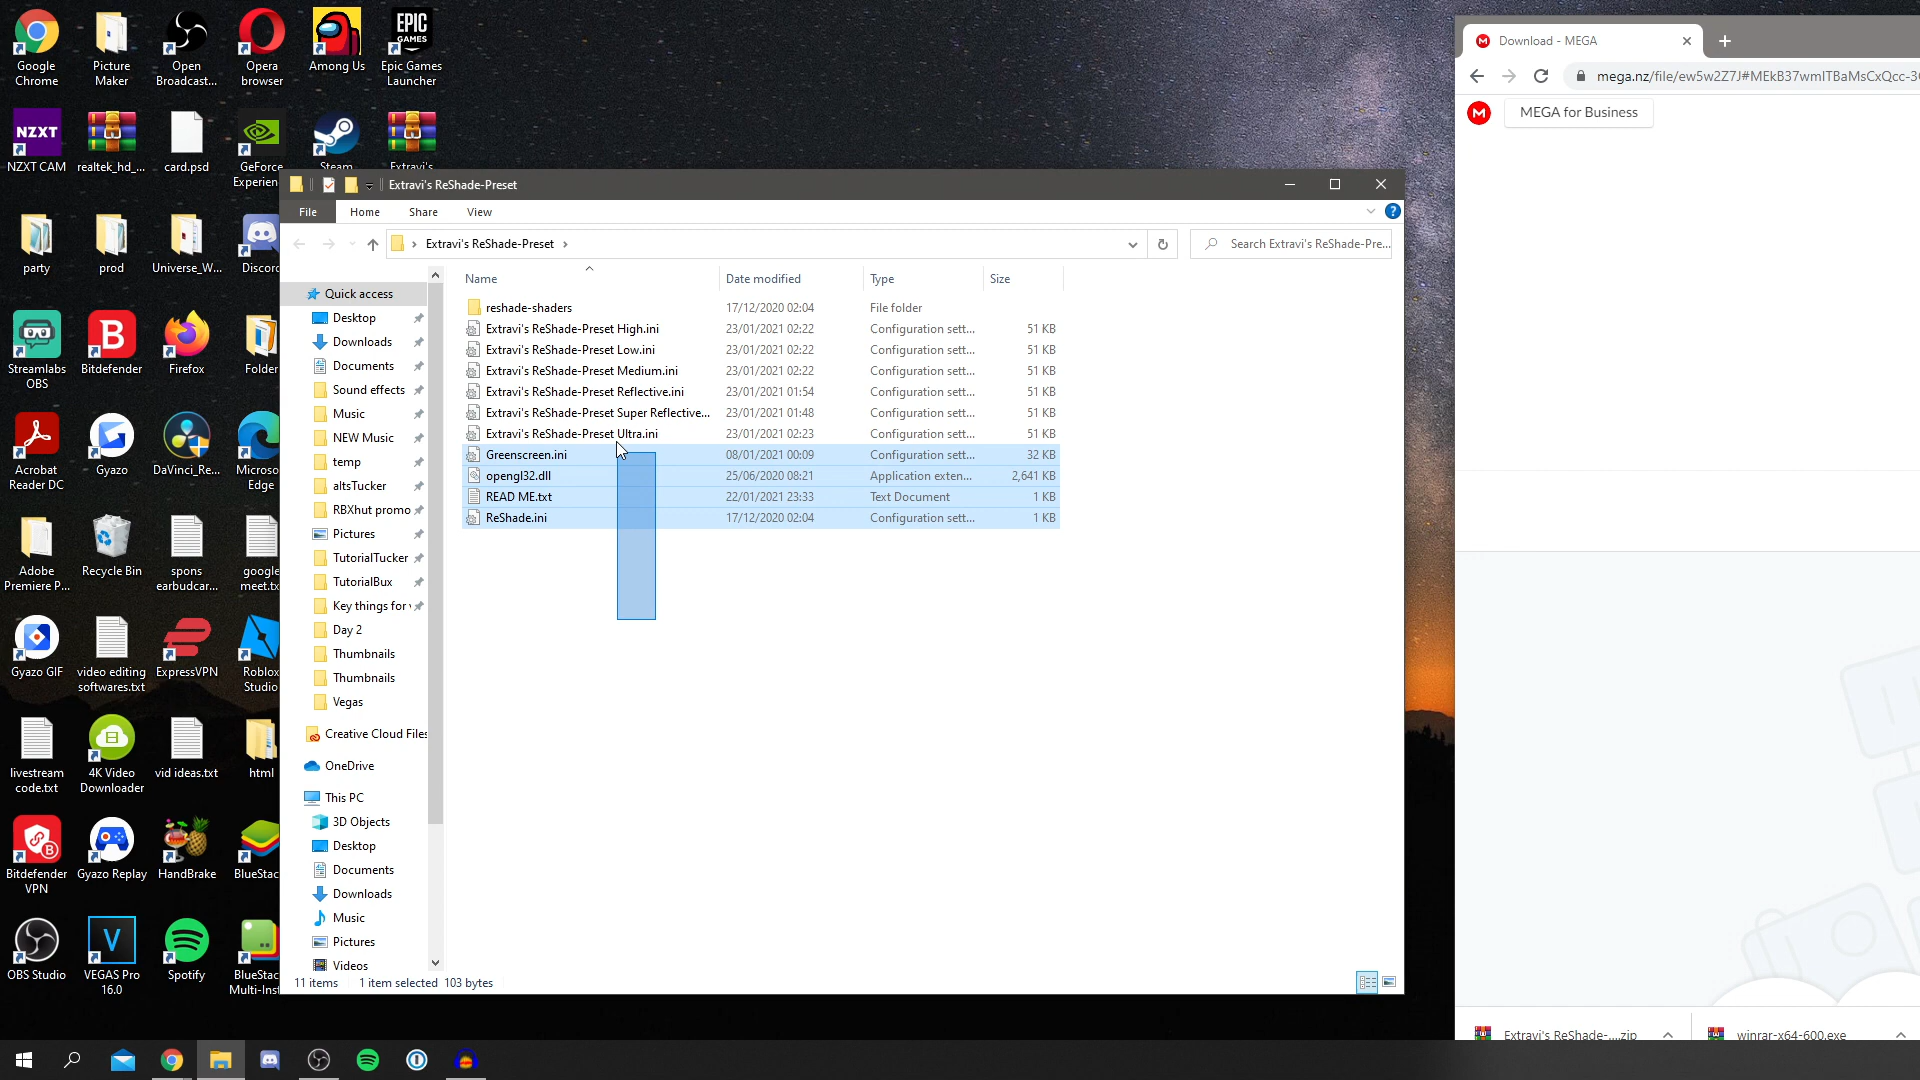 Google
Chrome
Picture
Maker
Open
Broadcast...
Opera
browser
Among Us
EPIC
GAMES
Epic Games
Launcher
NZXT
NZXT CAM
realtek_hd_...
card.psd
GeForce
Experien
Steam
Extravi's
party
prod
Universe_W...
Discord
Streamlabs
OBS
B
Bitdefender
Firefox
Folder
Acrobat
Reader DC
Gyazo
DaVinci_Re...
Microso
Edge
Adobe
Premiere P...
Recycle Bin
spons
earbudcar...
google
meet.tx
Gyazo GIF
video editing
softwares.txt
ExpressVPN
Roblox
Studio
livestream
code.txt
4K Video
Downloader
vid ideas.txt
html
Bitdefender
VPN
Gyazo Replay
HandBrake
BlueStac
OBS Studio
V
VEGAS Pro
16.0
Spotify
BlueStac
Multi-Inst
Extravi's ReShade-Preset
File
Home
Share
View
Extravi's ReShade-Preset
Search Extravi's ReShade-Pre...
Name
Date modified
Type
Size
reshade-shaders 17/12/2020 02:04 File folder
Extravi's ReShade-Preset High.ini 23/01/2021 02:22 Configuration sett... 51 KB
Extravi's ReShade-Preset Low.ini 23/01/2021 02:22 Configuration sett... 51 KB
Extravi's ReShade-Preset Medium.ini 23/01/2021 02:22 Configuration sett... 51 KB
Extravi's ReShade-Preset Reflective.ini 23/01/2021 01:54 Configuration sett... 51 KB
Extravi's ReShade-Preset Super Reflective... 23/01/2021 01:48 Configuration sett... 51 KB
Extravi's ReShade-Preset Ultra.ini 23/01/2021 02:23 Configuration sett... 51 KB
Greenscreen.ini 08/01/2021 00:09 Configuration sett... 32 KB
opengl32.dll 25/06/2020 08:21 Application exten... 2,641 KB
READ ME.txt 22/01/2021 23:33 Text Document 1 KB
ReShade.ini 17/12/2020 02:04 Configuration sett... 1 KB
Quick access
Desktop
Downloads
Documents
Sound effects
Music
NEW Music
temp
altsTucker
RBXhut promo
Pictures
TutorialTucker
TutorialBux
Key things for
Day 2
Thumbnails
Thumbnails
Vegas
Creative Cloud Files
OneDrive
This PC
3D Objects
Desktop
Documents
Downloads
Music
Pictures
Videos
11 items 1 item selected 103 bytes
Download - MEGA
mega.nz/file/ew5w2Z7J#MEkB37wmITBaMsCxQcc-3
M
MEGA for Business
Extravi's ReShade-....zip
winrar-x64-600.exe